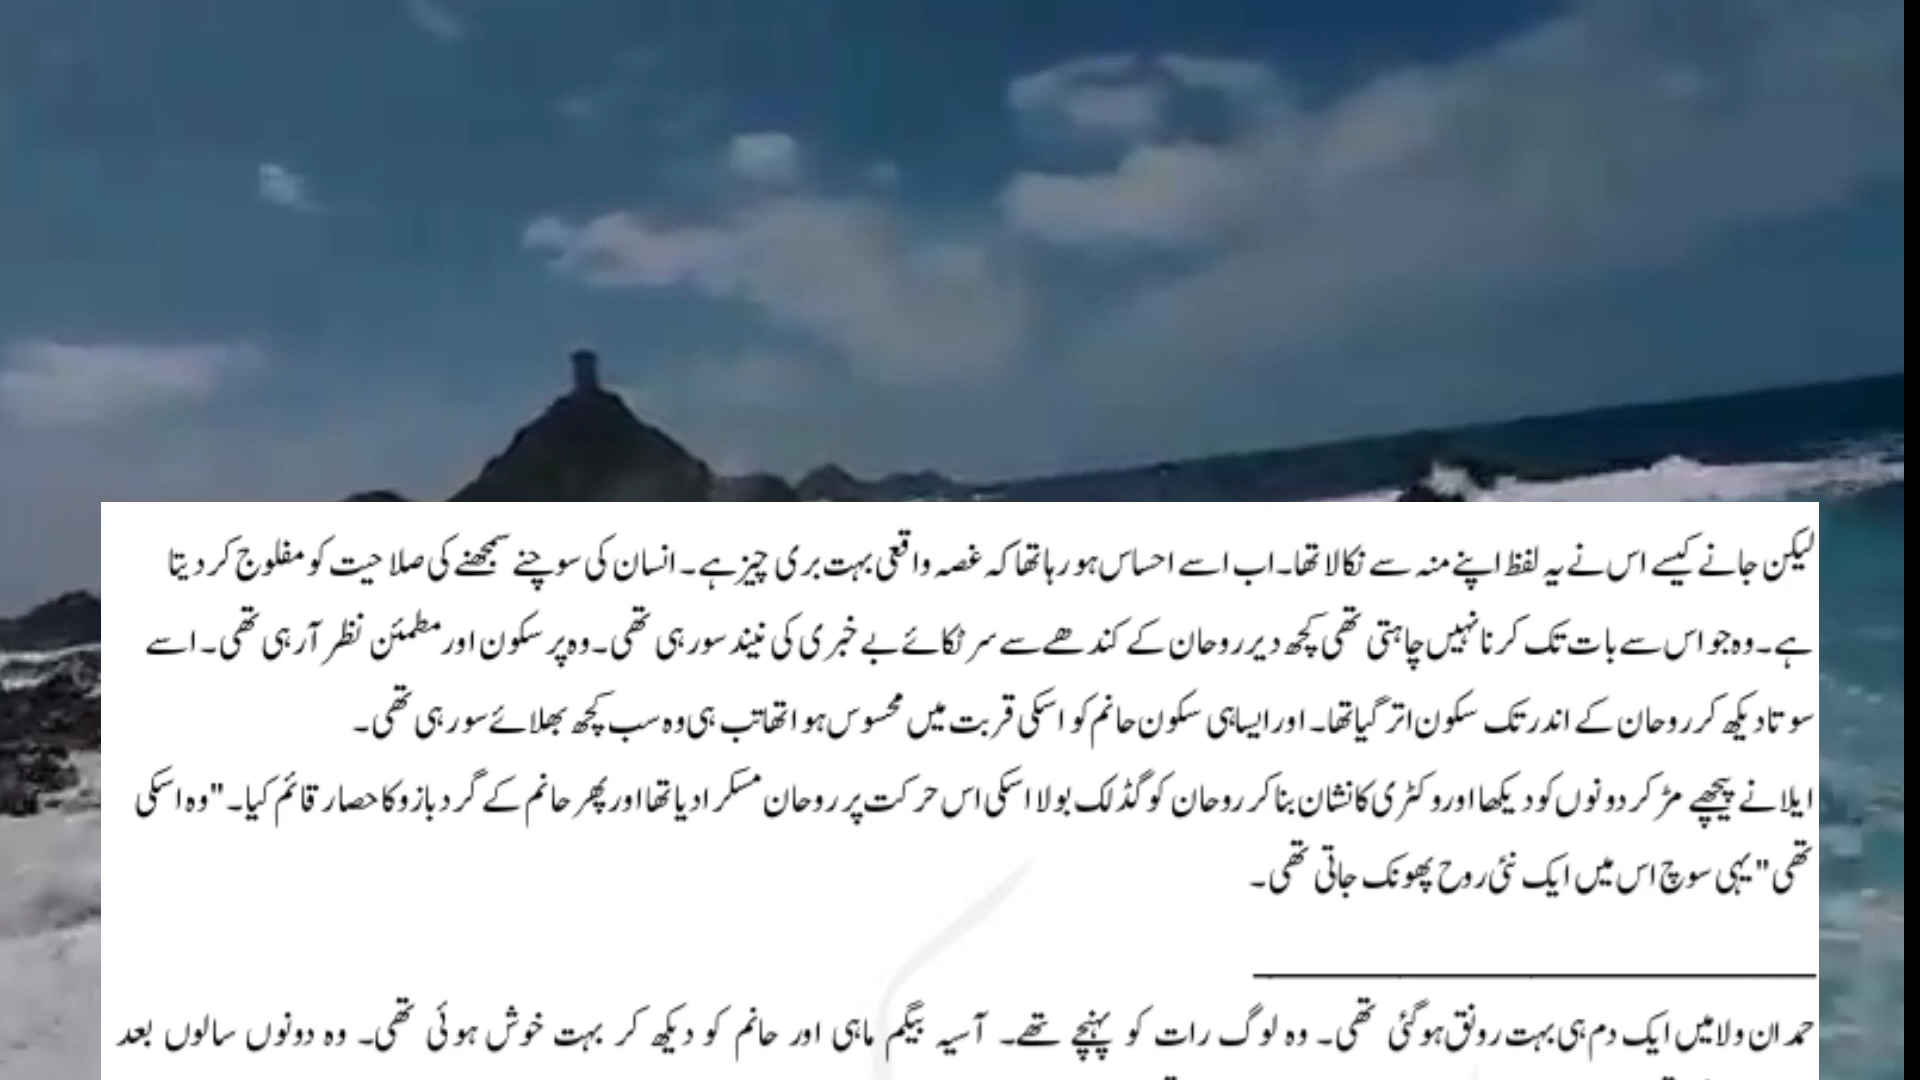 لیکن جانے کیسے اس نے یہ لفظ اپنے منہ سے نکالا تھا۔اب اسے احساس ہو رہا تھا کہ غصہ واقعی بہت بری چیز ہے۔انسان کی سوچنے سمجھنے کی صلاحیت کو مفلوج کر دیتا
ہے۔وہ جو اس سے بات تک کرنا نہیں چاہتی تھی کچھ دیر روحان کے کندھے سے سر ٹکائے بے خبری کی نیند سو رہی تھی۔وہ پر سکون اور مطمئن نظر آرہی تھی۔اسے
سوتا دیکھ کر روحان کے اندر تک سکون اتر گیا تھا۔اور ایسا ہی سکون حانم کو اسکی قربت میں محسوس ہوا تھا تب ہی وہ سب کچھ بھلائے سو رہی تھی۔
ایلا نے پیچھے مڑ کر دونوں کو دیکھا اور وکٹری کا نشان بنا کر روحان کو گڈ لک بولا اسکی اس حرکت پر روحان مسکرا دیا تھا اور پھر حانم کے گرد بازو کا حصار قائم کیا۔"وہ اسکی
تھی" یہی سوچ اس میں ایک نئی روح پھونک جاتی تھی۔
حمدان ولا میں ایک دم ہی بہت رونق ہو گئی تھی۔ وہ لوگ رات کو پہنچے تھے۔ آسیہ بیگم ماہی اور حانم کو دیکھ کر بہت خوش ہوئی تھی۔ وہ دونوں سالوں بعد